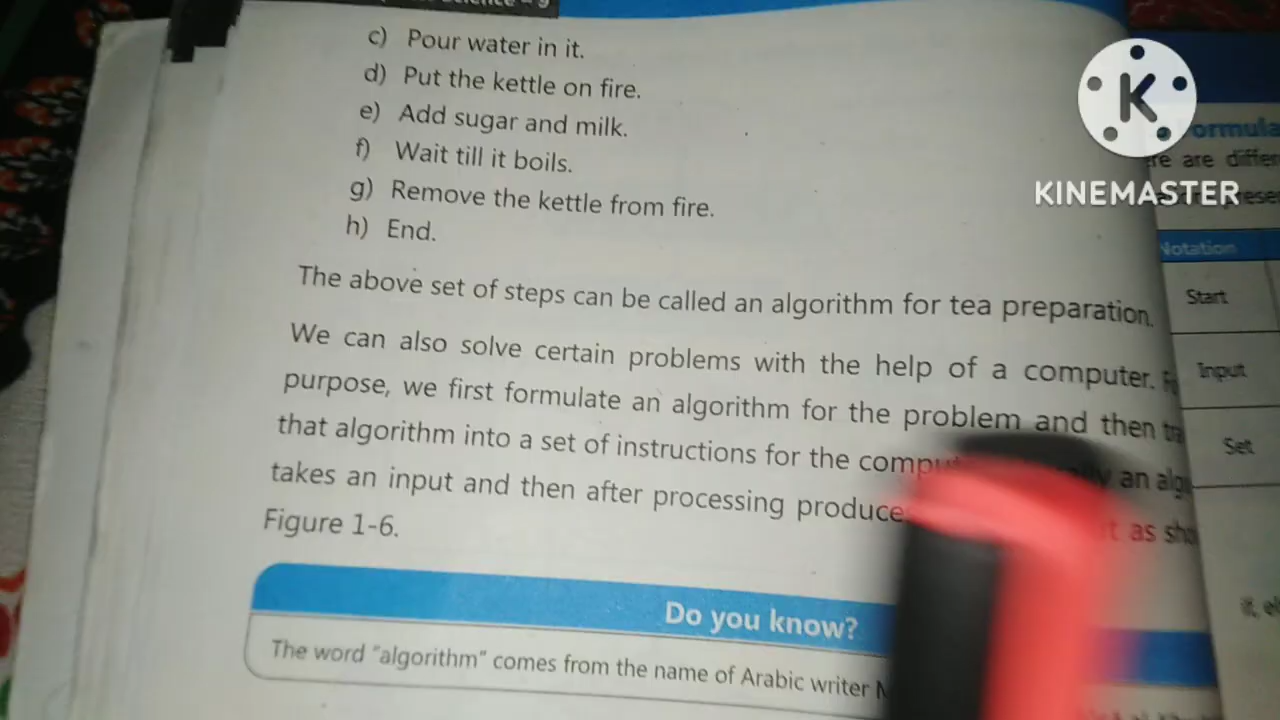 c) Pour water in it.
d) Put the kettle on fire.
e) Add sugar and milk.
f) Wait till it boils.
g) Remove the kettle from fire.
h) End.
The above set of steps can be called an algorithm for tea preparation.
We can also solve certain problems with the help of a computer.
purpose, we first formulate an algorithm for the problem and then
that algorithm into a set of instructions for the an
takes an input and then after processing as
Figure 1-6.
Do you know?
The word "algorithm" comes from the name of Arabic writer
K
KINEMASTER
are
Notation
Start
Input
Set